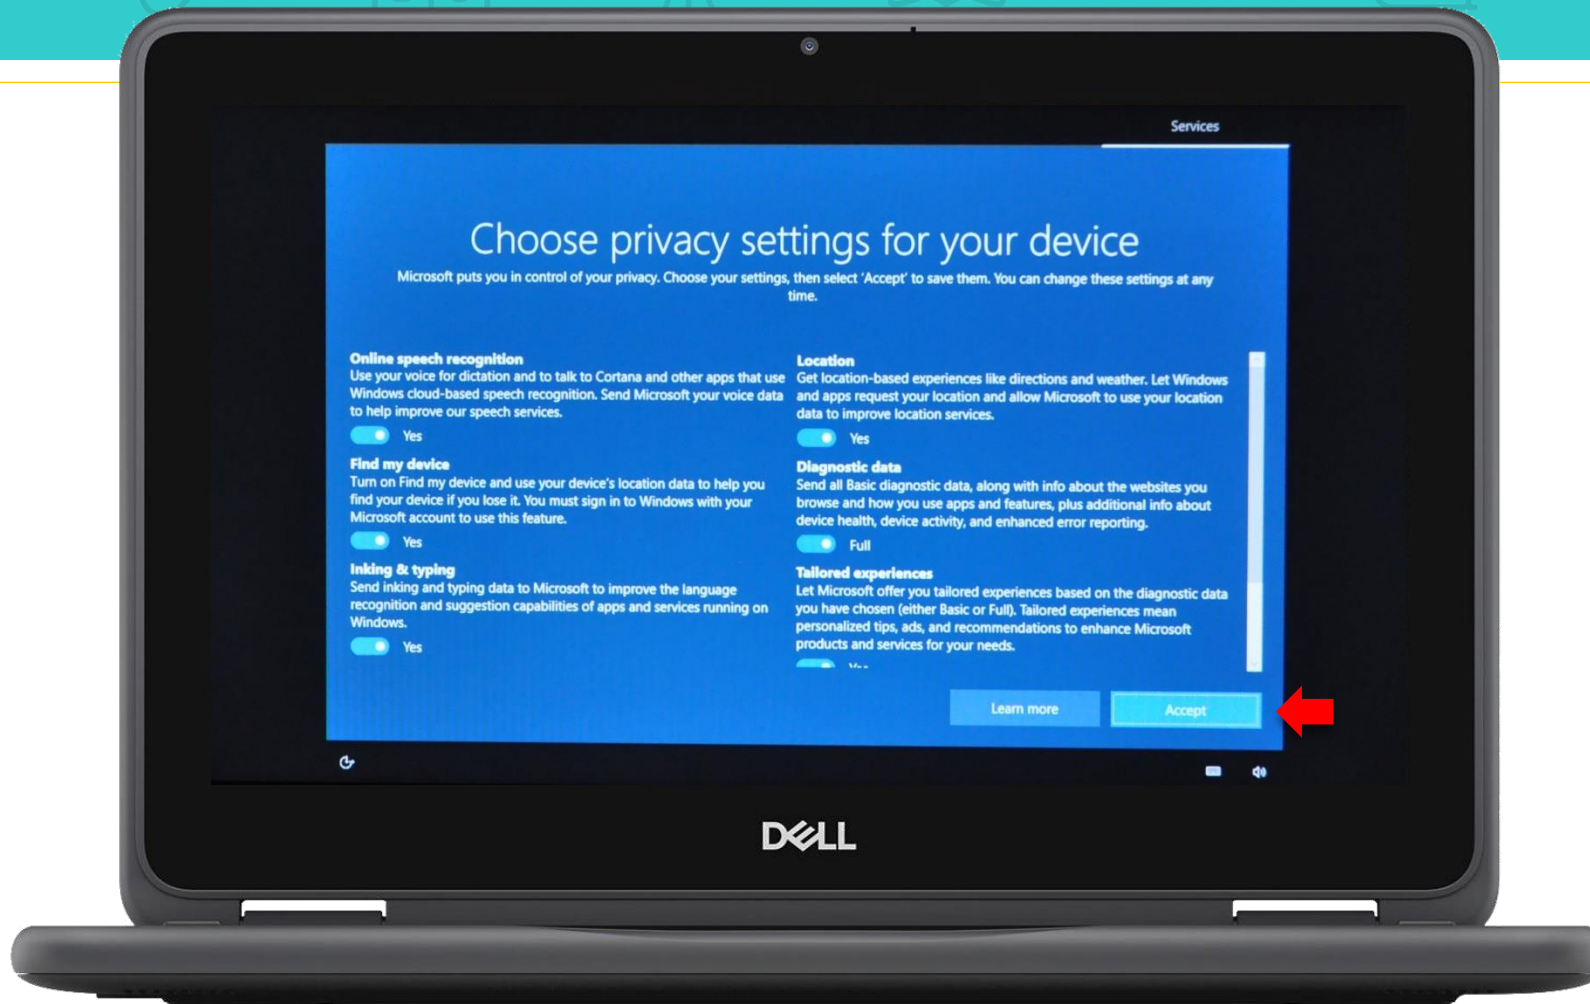 Services
Choose privacy settings for your device
Microsoft puts you in control of your privacy. Choose your settings, then select 'Accept' to save them. You can change these settings at any
time.
Online speech recognition
Use your voice for dictation and to talk to Cortana and other apps that use
Windows cloud-based speech recognition. Send Microsoft your voice data
to help improve our speech services.
Yes
Find my device
Turn on Find my device and use your device's location data to help you
find your device if you lose it. You must sign in to Windows with your
Microsoft account to use this feature.
Yes
Inking & typing
Send inking and typing data to Microsoft to improve the language
recognition and suggestion capabilities of apps and services running on
Windows.
Yes
Location
Get location-based experiences like directions and weather. Let Windows
and apps request your location and allow Microsoft to use your location
data to improve location services.
Yes
Diagnostic data
Send all Basic diagnostic data, along with info about the websites you
browse and how you use apps and features, plus additional info about
device health, device activity, and enhanced error reporting.
Full
Tailored experiences
Let Microsoft offer you tailored experiences based on the diagnostic data
you have chosen (either Basic or Full). Tailored experiences mean
personalized tips, ads, and recommendations to enhance Microsoft
products and services for your needs.
Learn more
Accept
DELL